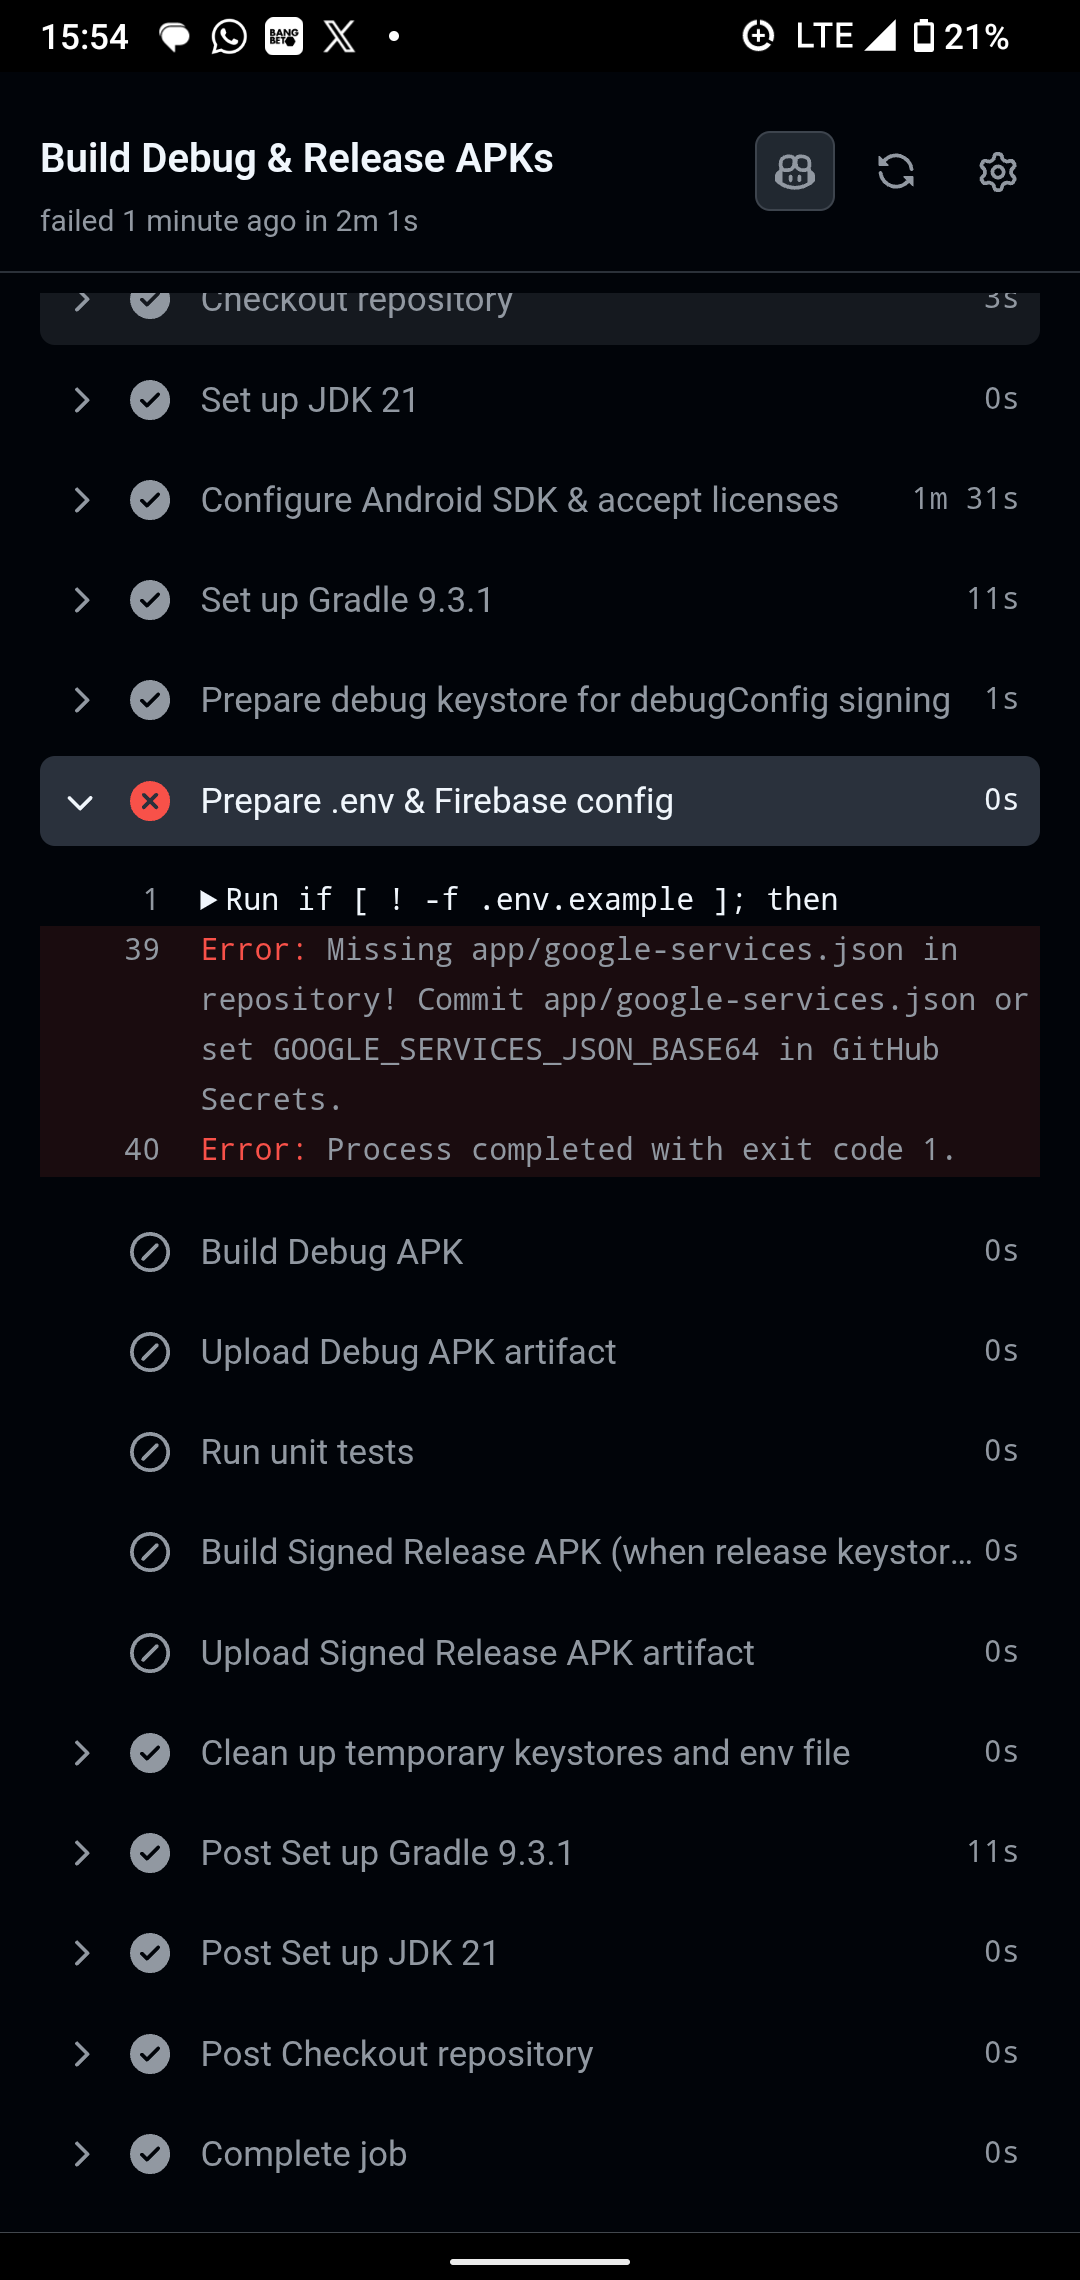 15:54
BANG BET
LTE
21%
Build Debug & Release APKs
failed 1 minute ago in 2m 1s
Checkout repository 3s
Set up JDK 21 0s
Configure Android SDK & accept licenses 1m 31s
Set up Gradle 9.3.1 11s
Prepare debug keystore for debugConfig signing 1s
Prepare .env & Firebase config 0s
1 Run if [ ! -f .env.example ]; then
39 Error: Missing app/google-services.json in
repository! Commit app/google-services.json or
set GOOGLE_SERVICES_JSON_BASE64 in GitHub
Secrets.
40 Error: Process completed with exit code 1.
Build Debug APK 0s
Upload Debug APK artifact 0s
Run unit tests 0s
Build Signed Release APK (when release keystor... 0s
Upload Signed Release APK artifact 0s
Clean up temporary keystores and env file 0s
Post Set up Gradle 9.3.1 11s
Post Set up JDK 21 0s
Post Checkout repository 0s
Complete job 0s